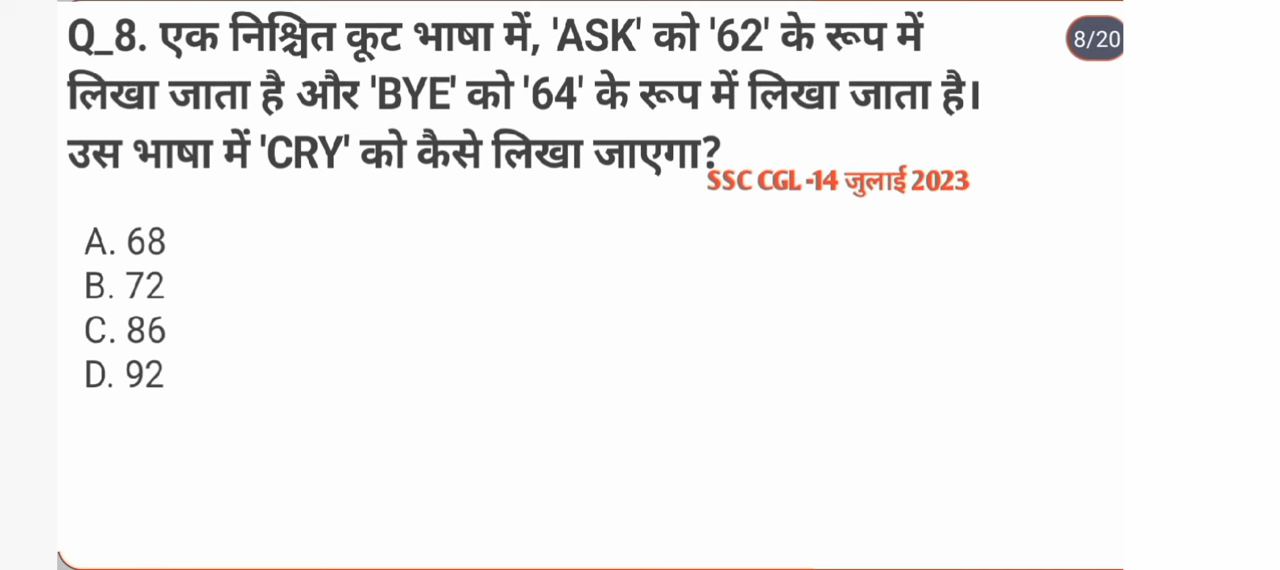 Q_8. एक निश्चित कूट भाषा में, 'ASK' को '62' के रूप में
8/20
लिखा जाता है और 'BYE' को '64' के रूप में लिखा जाता है।
उस भाषा में 'CRY' को कैसे लिखा जाएगा?
SSC CGL -14 जुलाई 2023
A. 68
B. 72
C. 86
D. 92